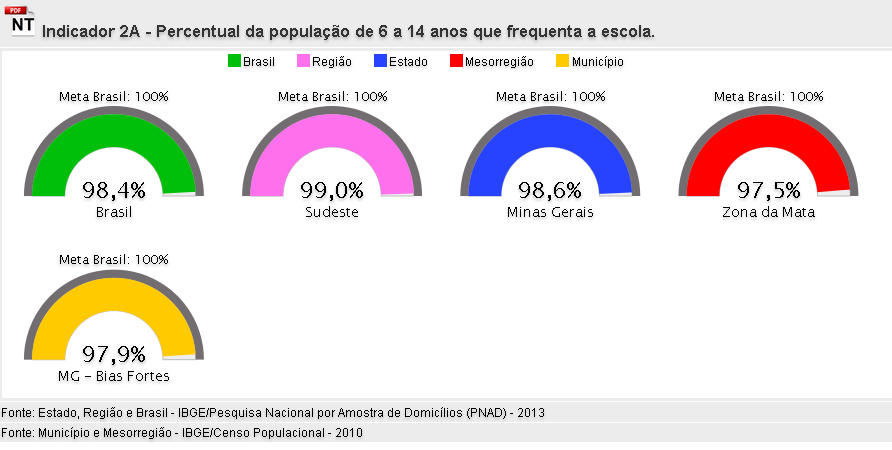 PDF
NT
Indicador 2A - Percentual da população de 6 a 14 anos que frequenta a escola.
Brasil
Região
Estado
Mesorregião
Município
Meta Brasil: 100%
98,4%
Brasil
Meta Brasil: 100%
99,0%
Sudeste
Meta Brasil: 100%
98,6%
Minas Gerais
Meta Brasil: 100%
97,5%
Zona da Mata
Meta Brasil: 100%
97,9%
MG - Bias Fortes
Fonte: Estado, Região e Brasil - IBGE/Pesquisa Nacional por Amostra de Domicílios (PNAD) - 2013
Fonte: Município e Mesorregião - IBGE/Censo Populacional - 2010